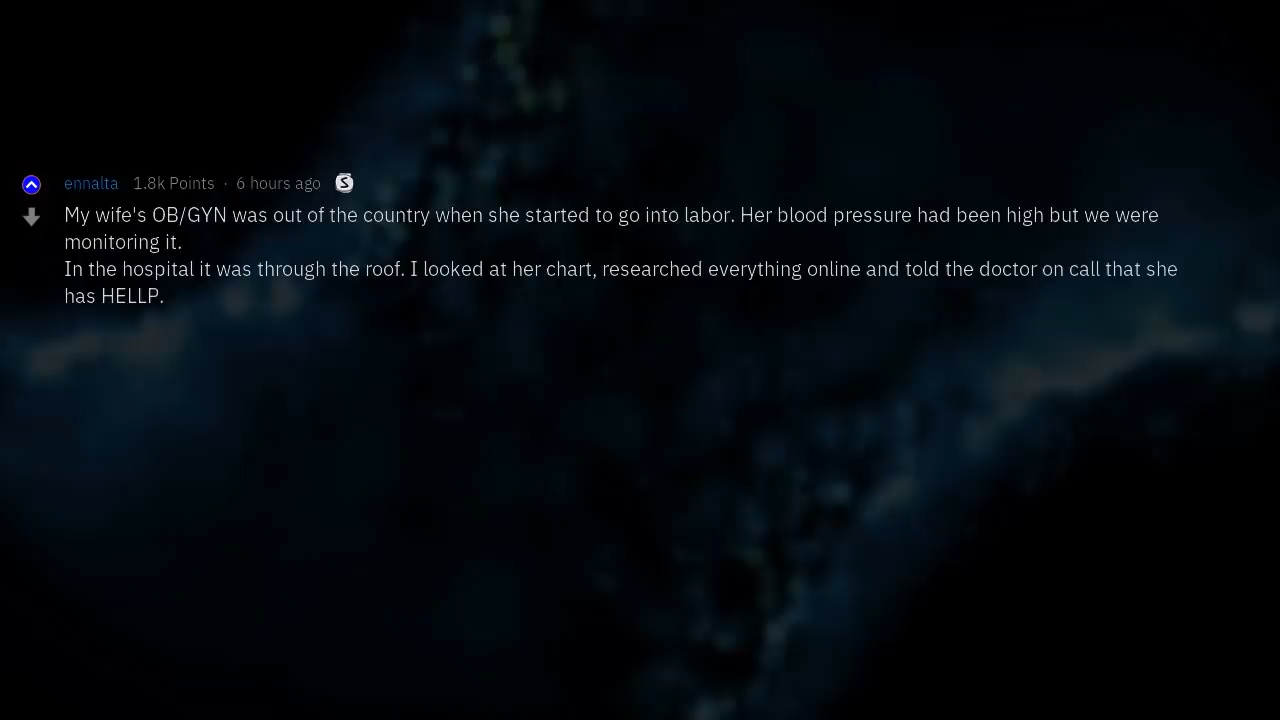 ennalta 1.8k Points · 6 hours ago S
My wife's OB/GYN was out of the country when she started to go into labor. Her blood pressure had been high but we were
monitoring it.
In the hospital it was through the roof. I looked at her chart, researched everything online and told the doctor on call that she
has HELLP.